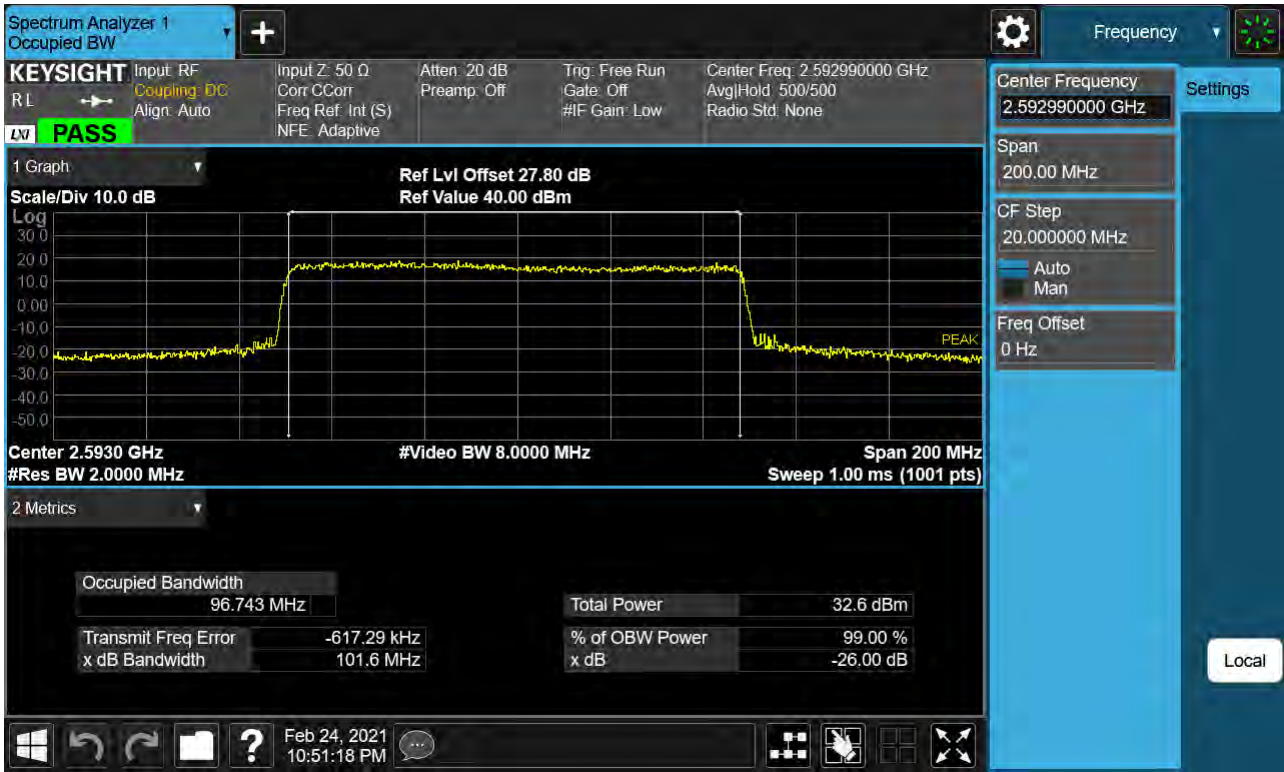 Spectrum Analyzer 1
Occupied BW
Frequency
KEYSIGHT
RL
LXI
PASS
Input: RF
Coupling: DC
Align: Auto
Input Z: 50 Ω
Corr CCorr
Freq Ref: Int (S)
NFE: Adaptive
Atten: 20 dB
Preamp: Off
Trig: Free Run
Gate: Off
#IF Gain: Low
Center Freq: 2.592990000 GHz
Avg|Hold: 500/500
Radio Std: None
Center Frequency
2.592990000 GHz
Settings
Span
200.00 MHz
CF Step
20.000000 MHz
Auto
Man
Freq Offset
0 Hz
Local
1 Graph
Scale/Div 10.0 dB
Ref Lvl Offset 27.80 dB
Ref Value 40.00 dBm
Log
30.0
20.0
10.0
0.00
-10.0
-20.0
-30.0
-40.0
-50.0
PEAK
Center 2.5930 GHz
#Video BW 8.0000 MHz
Span 200 MHz
#Res BW 2.0000 MHz
Sweep 1.00 ms (1001 pts)
2 Metrics
Occupied Bandwidth
96.743 MHz
Total Power 32.6 dBm
Transmit Freq Error -617.29 kHz
% of OBW Power 99.00 %
x dB Bandwidth 101.6 MHz
x dB -26.00 dB
Feb 24, 2021
10:51:18 PM